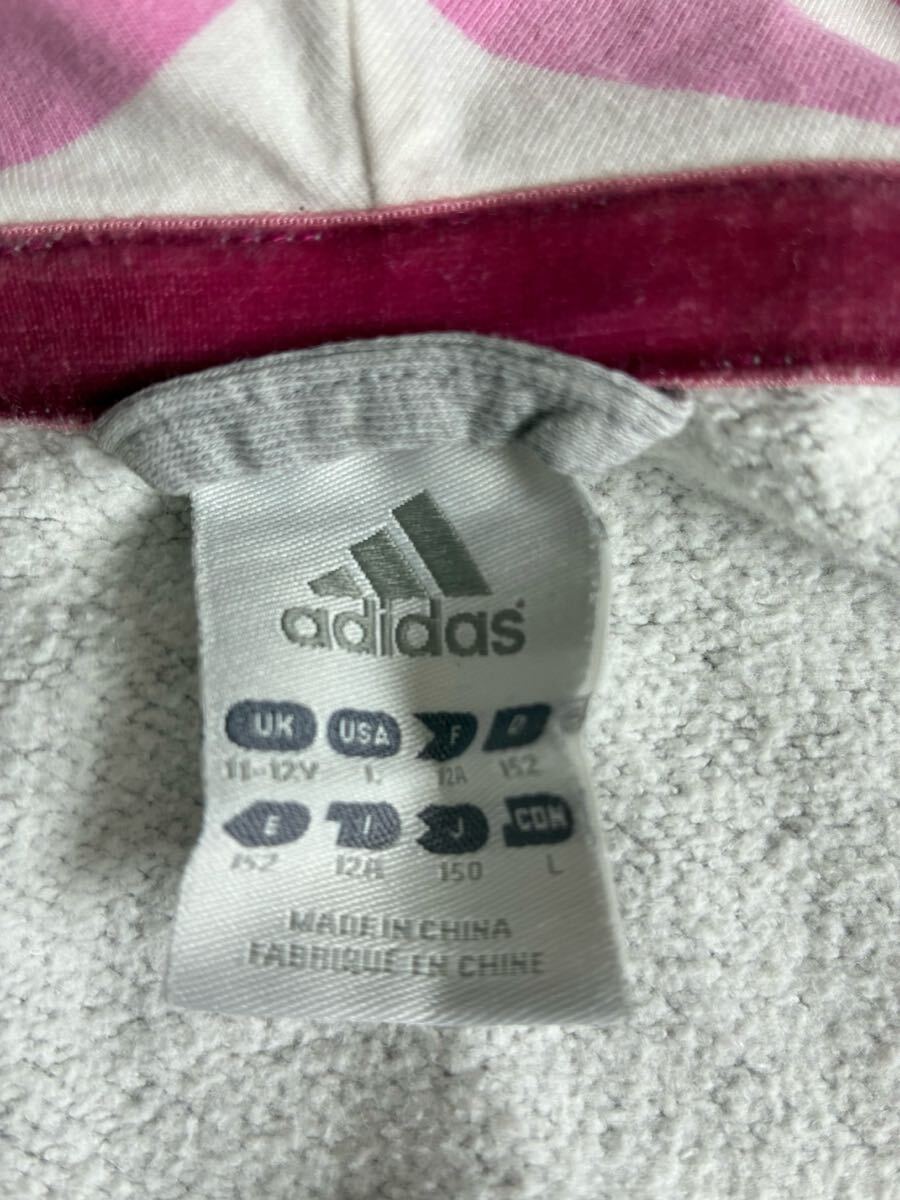 adidas
UK USA F D
11-12Y L 12A 152
E I J CDN
152 12A 150 L
MADE IN CHINA
FABRIQUÉ EN CHINE